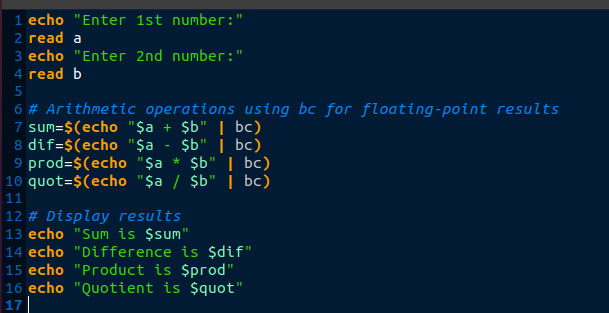 1 echo "Enter 1st number:"
2 read a
3 echo "Enter 2nd number:"
4 read b
5
6 # Arithmetic operations using bc for floating-point results
7 sum=$(echo "$a + $b" | bc)
8 dif=$(echo "$a - $b" | bc)
9 prod=$(echo "$a * $b" | bc)
10 quot=$(echo "$a / $b" | bc)
11
12 # Display results
13 echo "Sum is $sum"
14 echo "Difference is $dif"
15 echo "Product is $prod"
16 echo "Quotient is $quot"
17